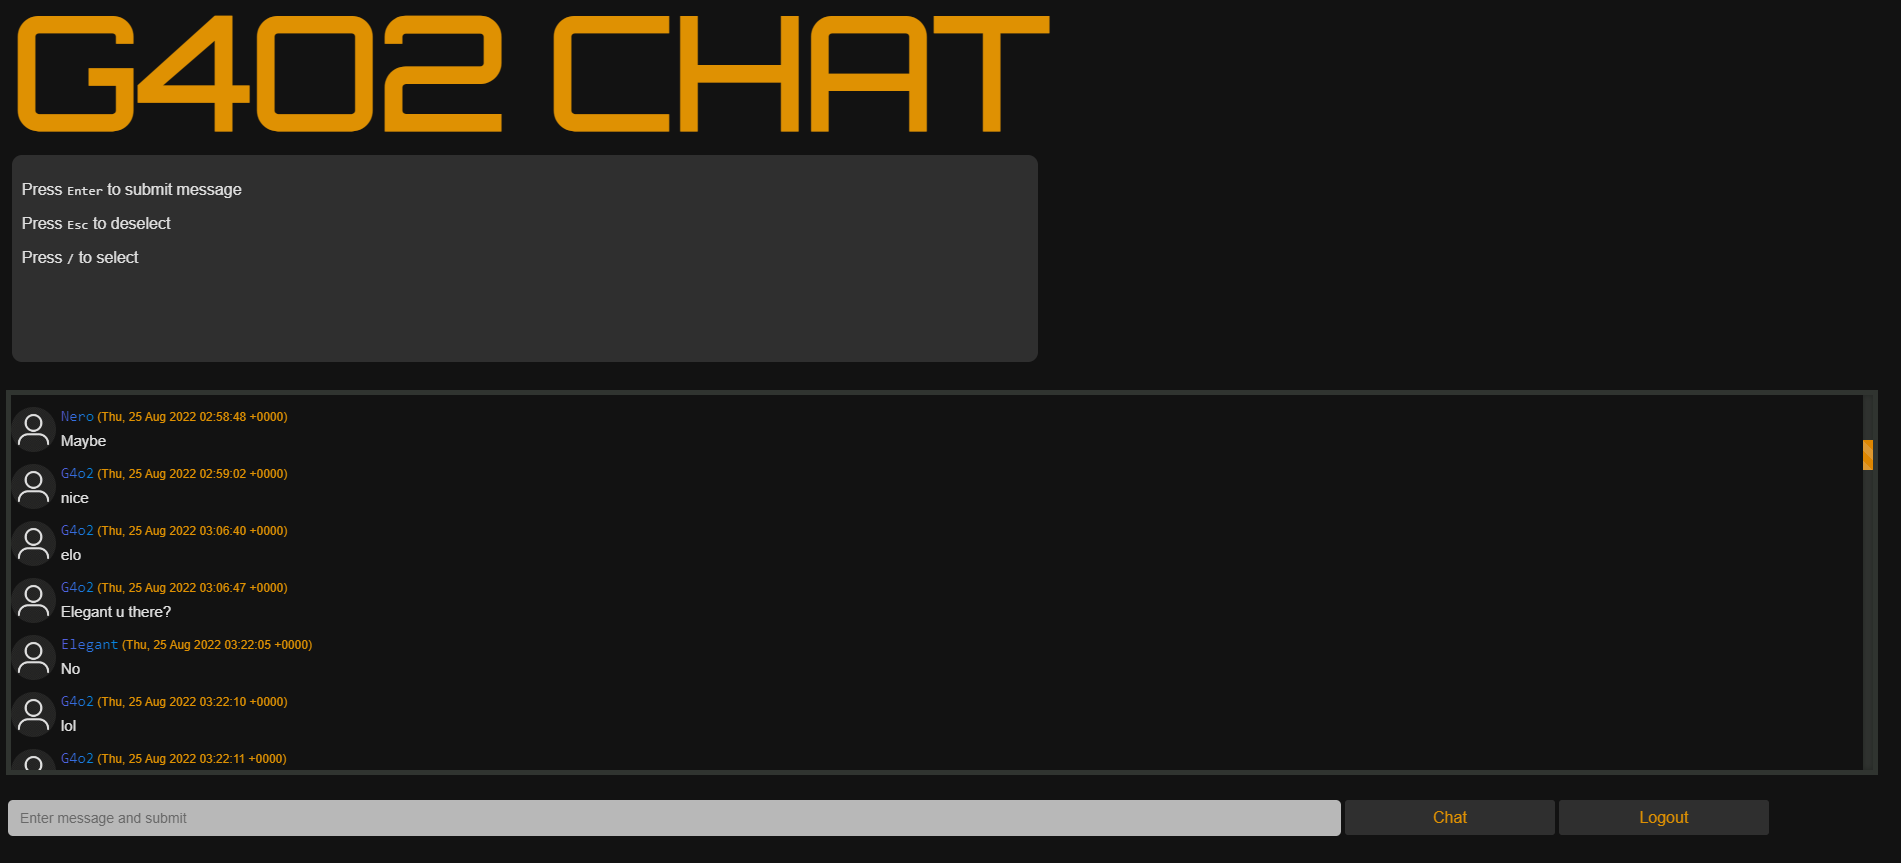 G4O2 CHAT
Press Enter to submit message
Press Esc to deselect
Press / to select
Nero (Thu, 25 Aug 2022 02:58:48 +0000)
Maybe
G4o2 (Thu, 25 Aug 2022 02:59:02 +0000)
nice
G4o2 (Thu, 25 Aug 2022 03:06:40 +0000)
elo
G4o2 (Thu, 25 Aug 2022 03:06:47 +0000)
Elegant u there?
Elegant (Thu, 25 Aug 2022 03:22:05 +0000)
No
G4o2 (Thu, 25 Aug 2022 03:22:10 +0000)
lol
G4o2 (Thu, 25 Aug 2022 03:22:11 +0000)
Enter message and submit
Chat
Logout